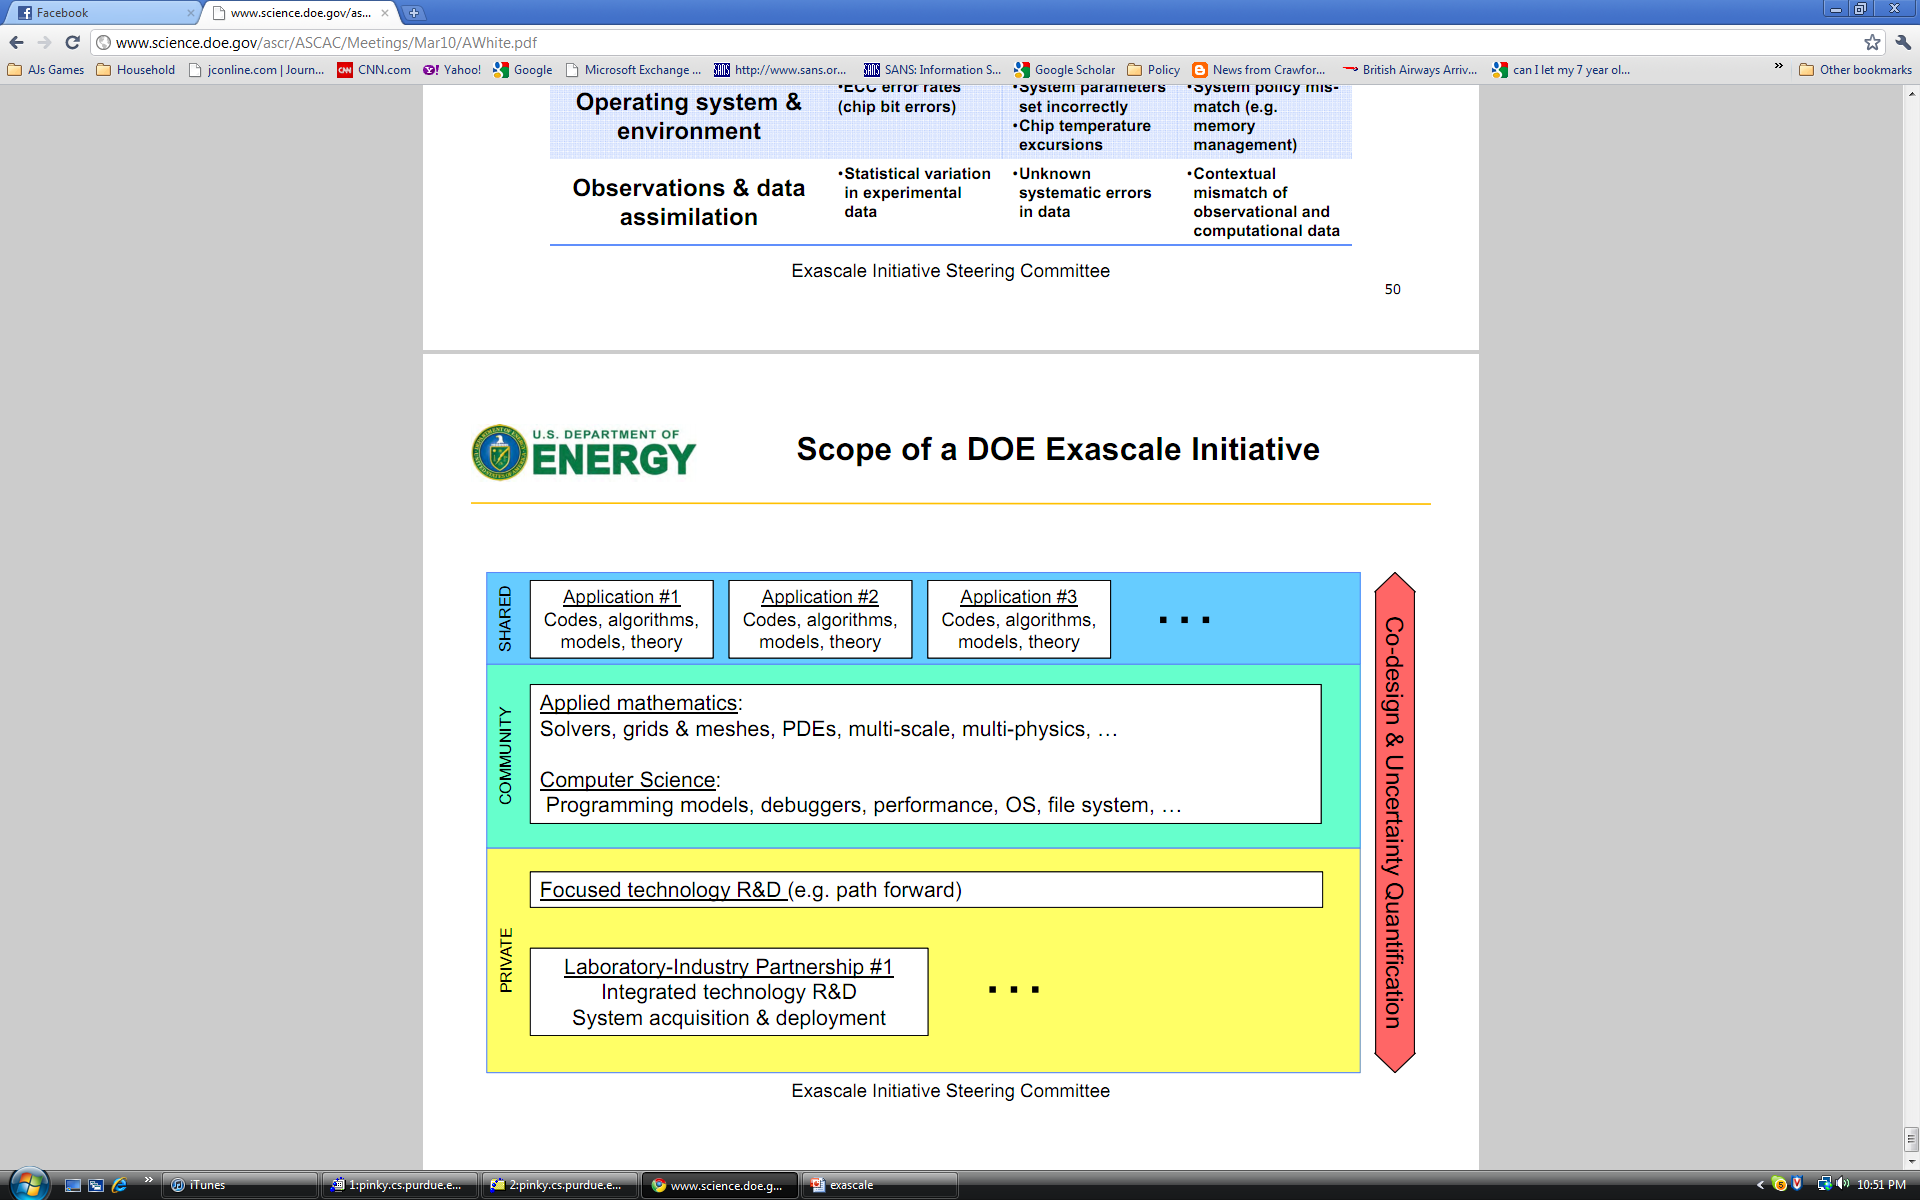 Facebook
www.science.doe.gov/as...
www.science.doe.gov/ascr/ASCAC/Meetings/Mar10/AWhite.pdf
AJs Games
Household
jconline.com | Journ...
CNN.com
Yahoo!
Google
Microsoft Exchange ...
http://www.sans.or...
SANS: Information S...
Google Scholar
Policy
News from Crawfor...
British Airways Arriv...
can I let my 7 year ol...
»
Other bookmarks
Operating system &
environment
•ECC error rates
(chip bit errors)
•System parameters
set incorrectly
•Chip temperature
excursions
•System policy mis-
match (e.g.
memory
management)
Observations & data
assimilation
•Statistical variation
in experimental
data
•Unknown
systematic errors
in data
•Contextual
mismatch of
observational and
computational data
Exascale Initiative Steering Committee
50
U.S. DEPARTMENT OF
ENERGY
Scope of a DOE Exascale Initiative
SHARED
Application #1
Codes, algorithms,
models, theory
Application #2
Codes, algorithms,
models, theory
Application #3
Codes, algorithms,
models, theory
...
COMMUNITY
Applied mathematics:
Solvers, grids & meshes, PDEs, multi-scale, multi-physics, …
Computer Science:
Programming models, debuggers, performance, OS, file system, …
PRIVATE
Focused technology R&D (e.g. path forward)
Laboratory-Industry Partnership #1
Integrated technology R&D
System acquisition & deployment
...
Co-design & Uncertainty Quantification
Exascale Initiative Steering Committee
»
iTunes
1:pinky.cs.purdue.e...
2:pinky.cs.purdue.e...
www.science.doe.g...
exascale
10:51 PM